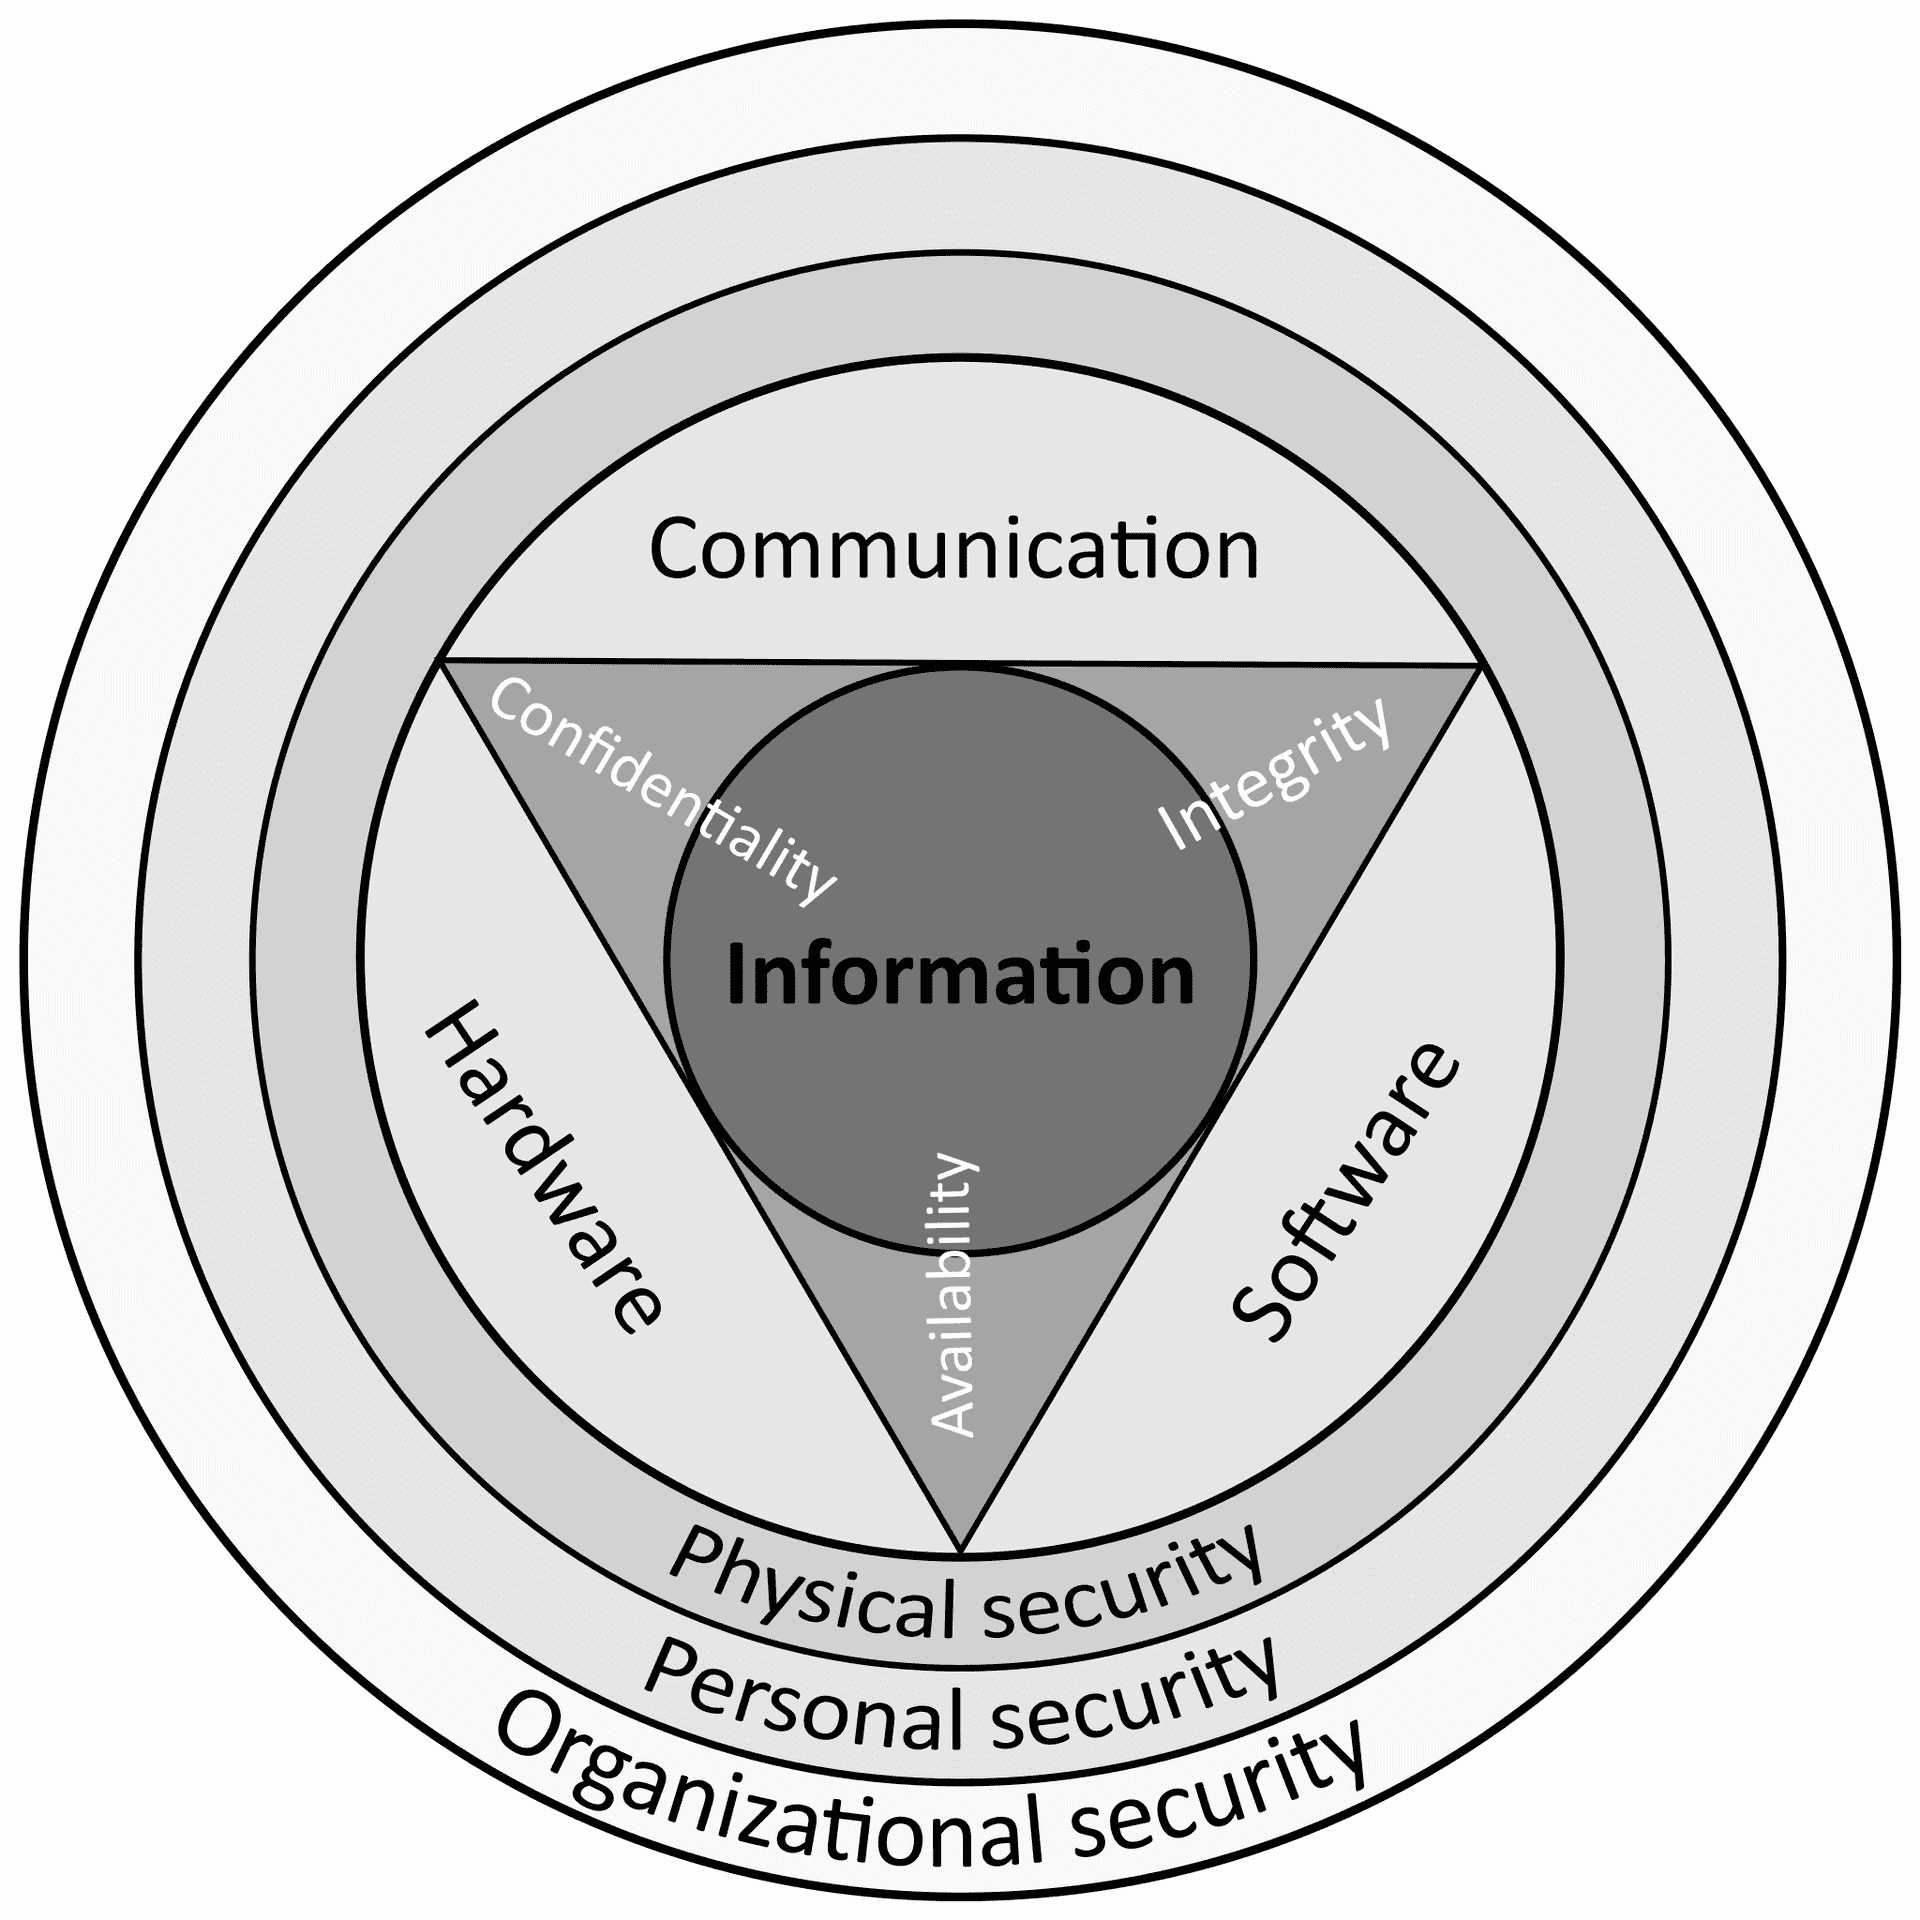 Communication
Confidentiality
Integrity
Information
Hardware
Software
Availability
Physical security
Personal security
Organizational security